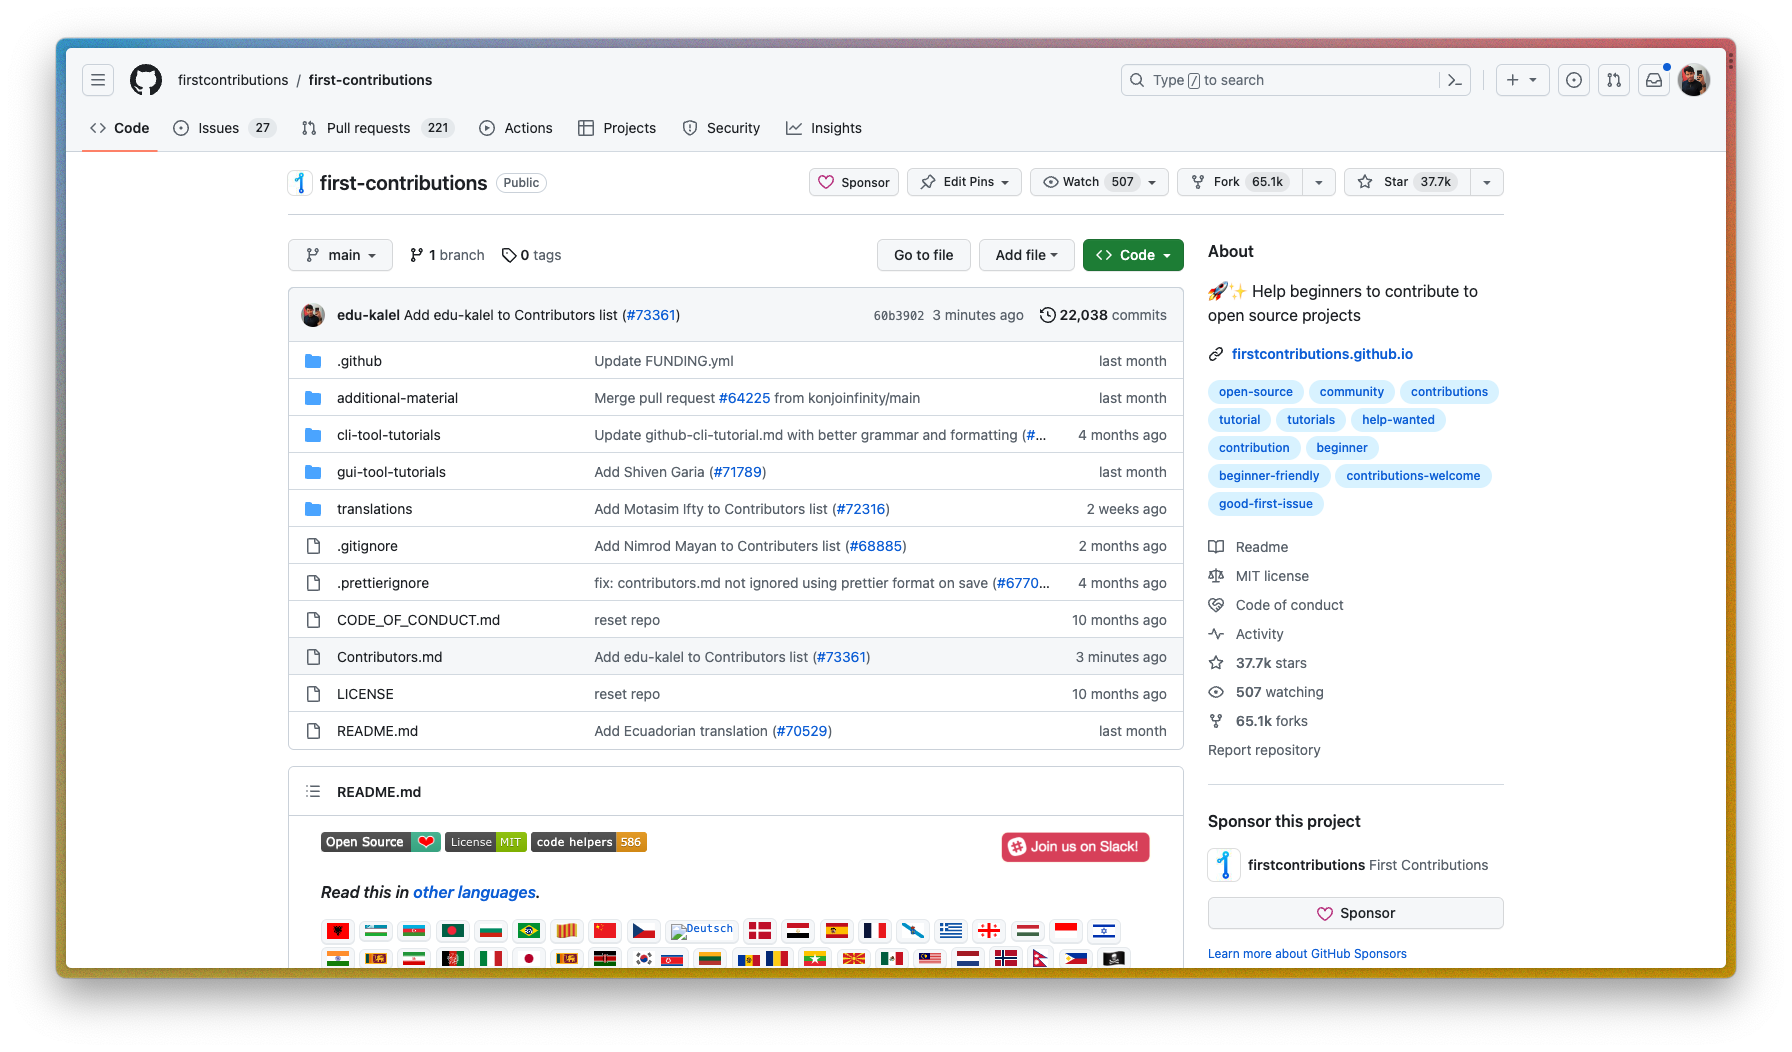 firstcontributions / first-contributions
Type / to search
Code Issues 27 Pull requests 221 Actions Projects Security Insights
first-contributions Public
Sponsor Edit Pins Watch 507 Fork 65.1k Star 37.7k
main 1 branch 0 tags Go to file Add file Code
edu-kalel Add edu-kalel to Contributors list (#73361) 60b3902 3 minutes ago 22,038 commits
.github Update FUNDING.yml last month
additional-material Merge pull request #64225 from konjoinfinity/main last month
cli-tool-tutorials Update github-cli-tutorial.md with better grammar and formatting (#... 4 months ago
gui-tool-tutorials Add Shiven Garia (#71789) last month
translations Add Motasim Ifty to Contributors list (#72316) 2 weeks ago
.gitignore Add Nimrod Mayan to Contributers list (#68885) 2 months ago
.prettierignore fix: contributors.md not ignored using prettier format on save (#6770... 4 months ago
CODE_OF_CONDUCT.md reset repo 10 months ago
Contributors.md Add edu-kalel to Contributors list (#73361) 3 minutes ago
LICENSE reset repo 10 months ago
README.md Add Ecuadorian translation (#70529) last month
README.md
Open Source License MIT code helpers 586
Join us on Slack!
Read this in other languages.
Deutsch
About
🚀✨ Help beginners to contribute to
open source projects
firstcontributions.github.io
open-source community contributions
tutorial tutorials help-wanted
contribution beginner
beginner-friendly contributions-welcome
good-first-issue
Readme
MIT license
Code of conduct
Activity
37.7k stars
507 watching
65.1k forks
Report repository
Sponsor this project
firstcontributions First Contributions
Sponsor
Learn more about GitHub Sponsors